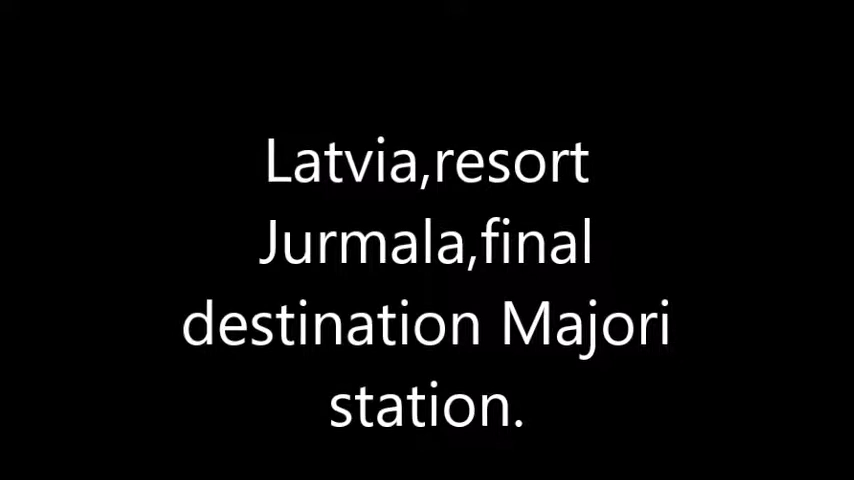 Latvia,resort
Jurmala,final
destination Majori
station.